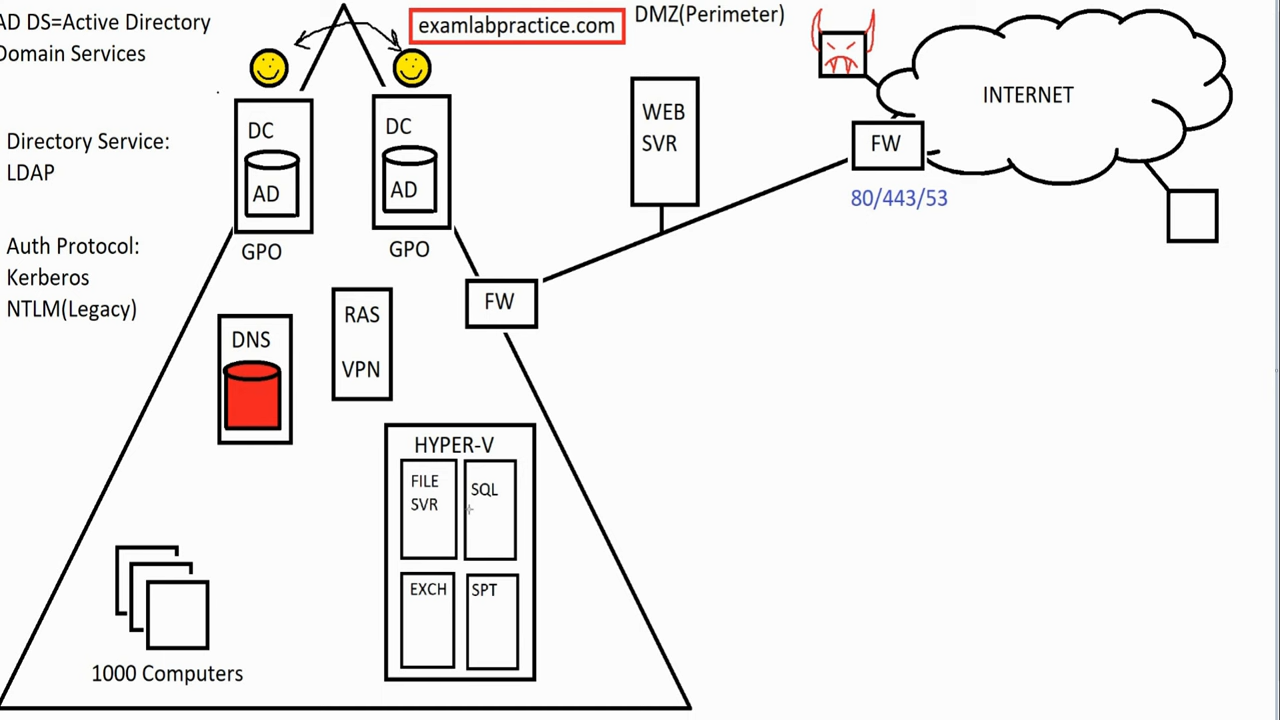 AD DS=Active Directory
Domain Services
examlabpractice.com
DMZ(Perimeter)
INTERNET
DC
AD
GPO
DC
AD
GPO
WEB
SVR
FW
80/443/53
Directory Service:
LDAP
Auth Protocol:
Kerberos
NTLM(Legacy)
FW
DNS
RAS
VPN
HYPER-V
FILE
SVR
SQL
EXCH
SPT
1000 Computers